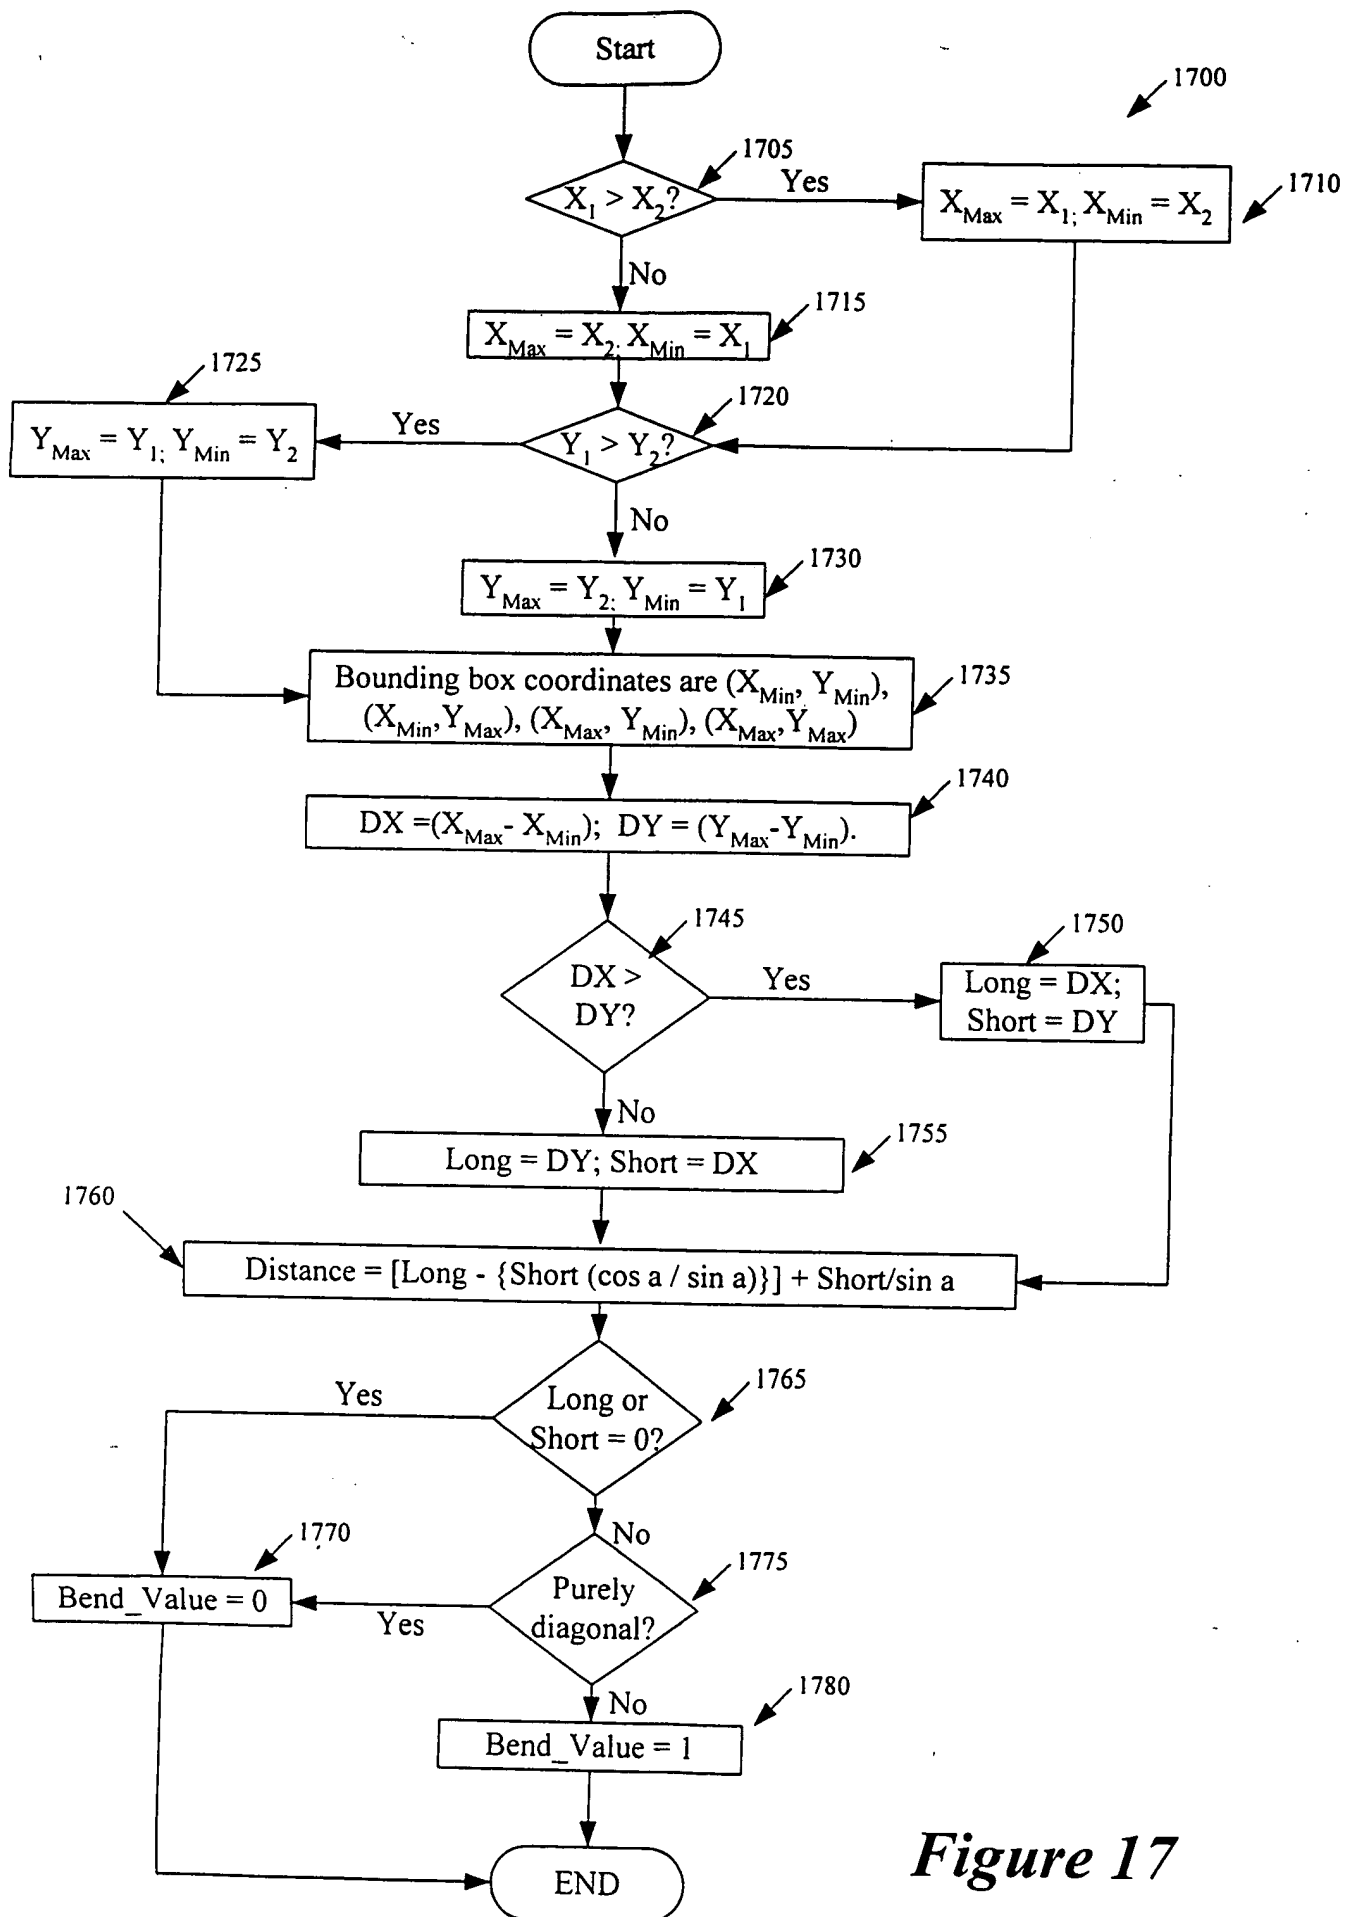 Start
1700
1705
X1 > X2?
Yes
XMax = X1; XMin = X2
1710
No
1715
XMax = X2; XMin = X1
1725
1720
YMax = Y1; YMin = Y2
Yes
Y1 > Y2?
No
1730
YMax = Y2; YMin = Y1
Bounding box coordinates are (XMin, YMin),
(XMin,YMax), (XMax, YMin), (XMax,YMax)
1735
1740
DX =(XMax- XMin); DY = (YMax-YMin).
1745
1750
DX >
DY?
Yes
Long = DX;
Short = DY
No
1755
Long = DY; Short = DX
1760
Distance = [Long - {Short (cos a / sin a)}] + Short/sin a
1765
Yes
Long or
Short = 0?
No
1770
1775
Bend_Value = 0
Yes
Purely
diagonal?
No
1780
Bend_Value = 1
END
Figure 17